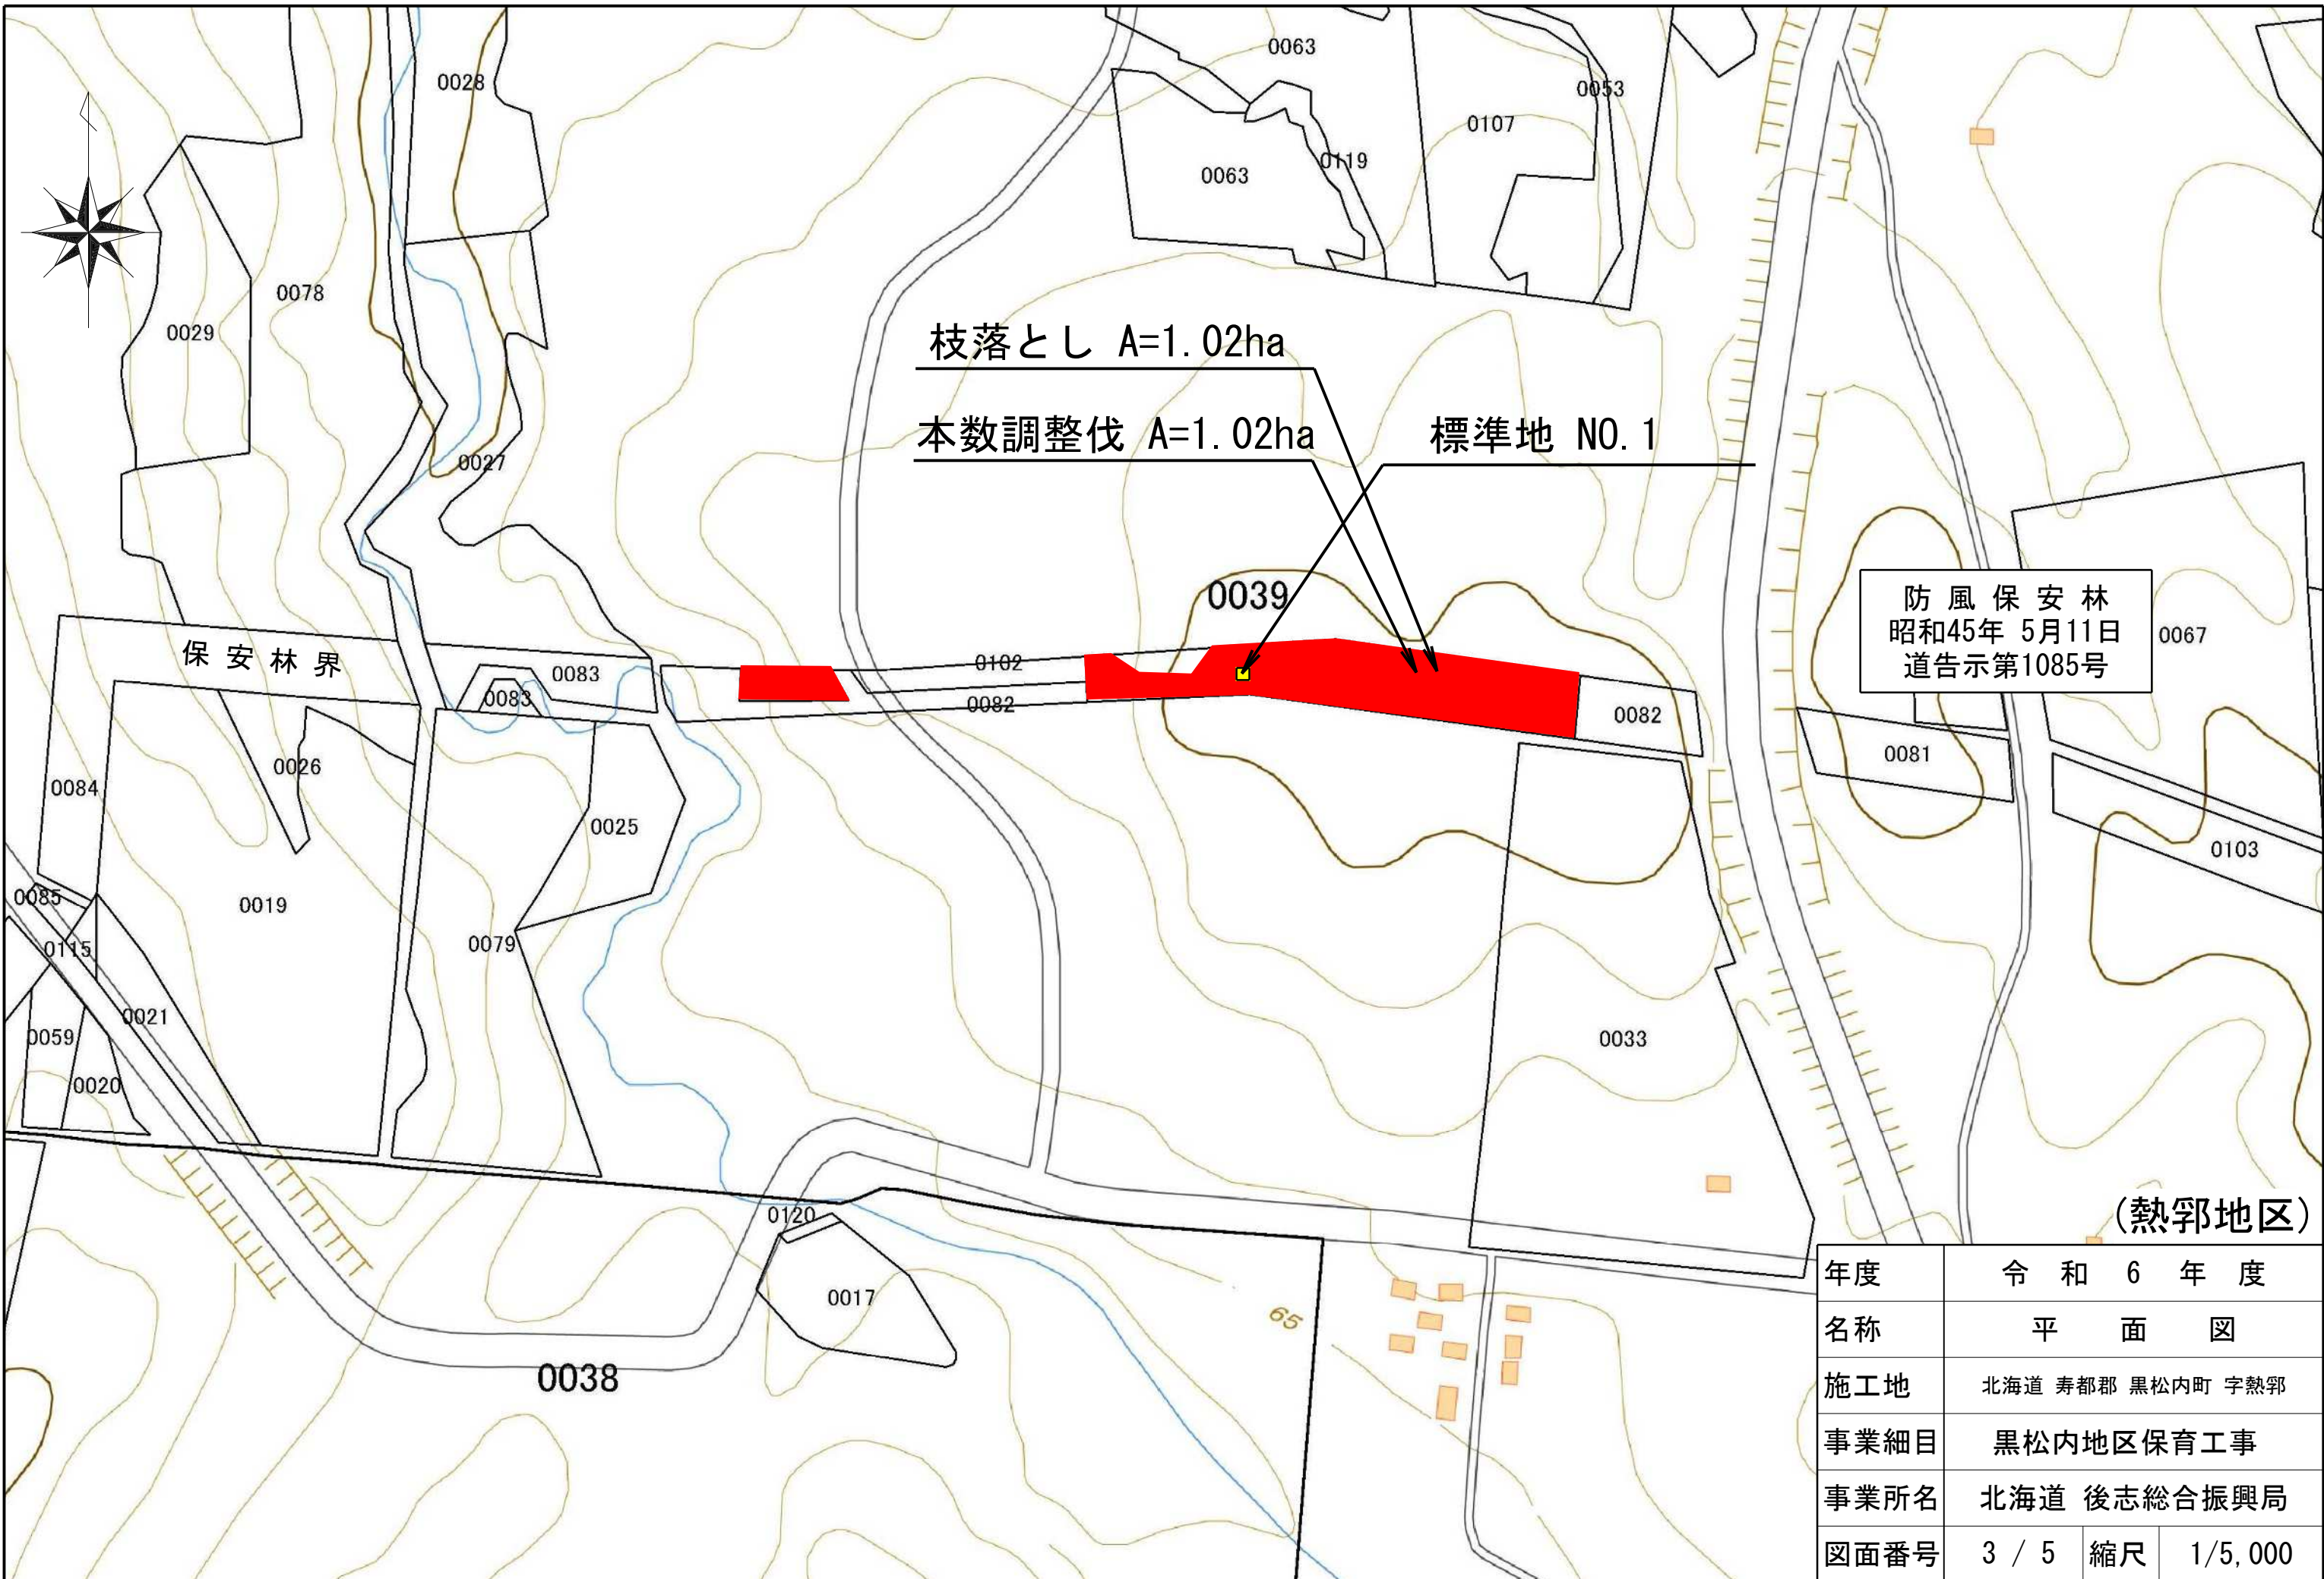 0063
0028
0053
0107
0119
0063
0078
0029
枝落とし A=1.02ha
本数調整伐 A=1.02ha
標準地 NO.1
0027
0039
防風保安林
昭和45年 5月11日
道告示第1085号
0067
保安林界
0083
0083
0102
0082
0082
0081
0026
0084
0025
0103
0085
0019
0079
0115
0021
0059
0020
0033
0120
0017
65
0038
(熱郛地区)
年度 令和6年度
名称 平面図
施工地 北海道 寿都郡 黒松内町 字熱郛
事業細目 黒松内地区保育工事
事業所名 北海道 後志総合振興局
図面番号 3 / 5 縮尺 1/5,000